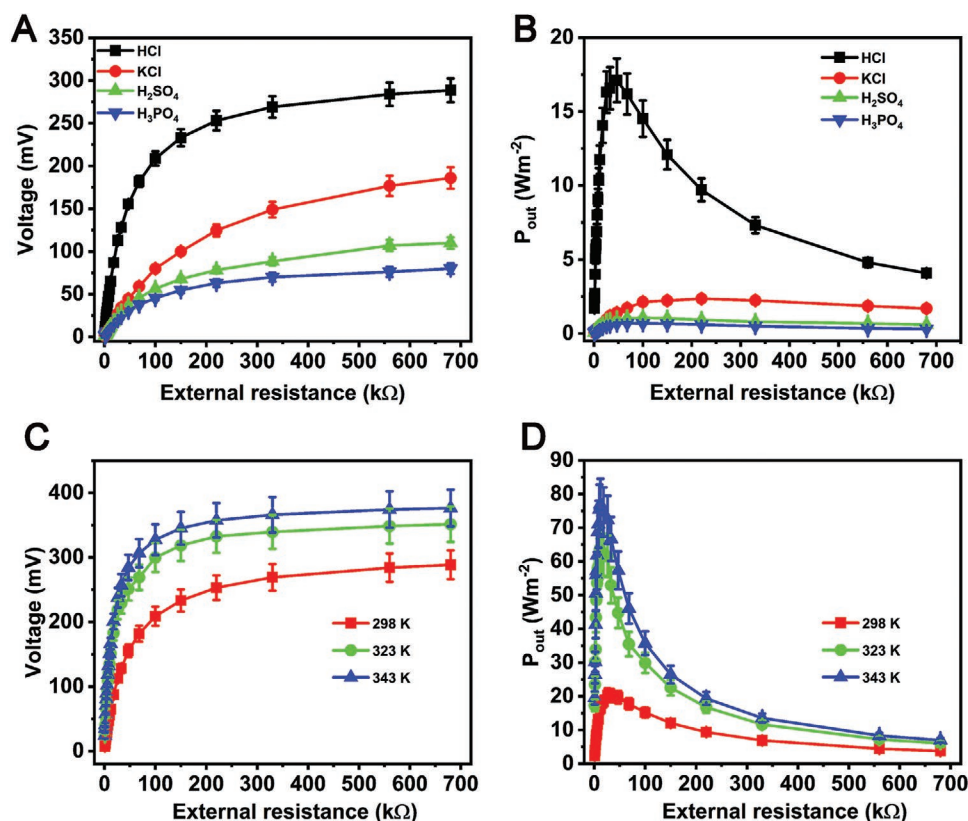 A
350
300
250
200
150
100
50
0
Voltage (mV)
HCl
KCl
H₂SO₄
H₃PO₄
0 100 200 300 400 500 600 700
External resistance (kΩ)
B
20
15
10
5
0
P_out (Wm⁻²)
HCl
KCl
H₂SO₄
H₃PO₄
0 100 200 300 400 500 600 700
External resistance (kΩ)
C
400
300
200
100
0
Voltage (mV)
298 K
323 K
343 K
0 100 200 300 400 500 600 700
External resistance (kΩ)
D
90
80
70
60
50
40
30
20
10
0
P_out (Wm⁻²)
298 K
323 K
343 K
0 100 200 300 400 500 600 700
External resistance (kΩ)